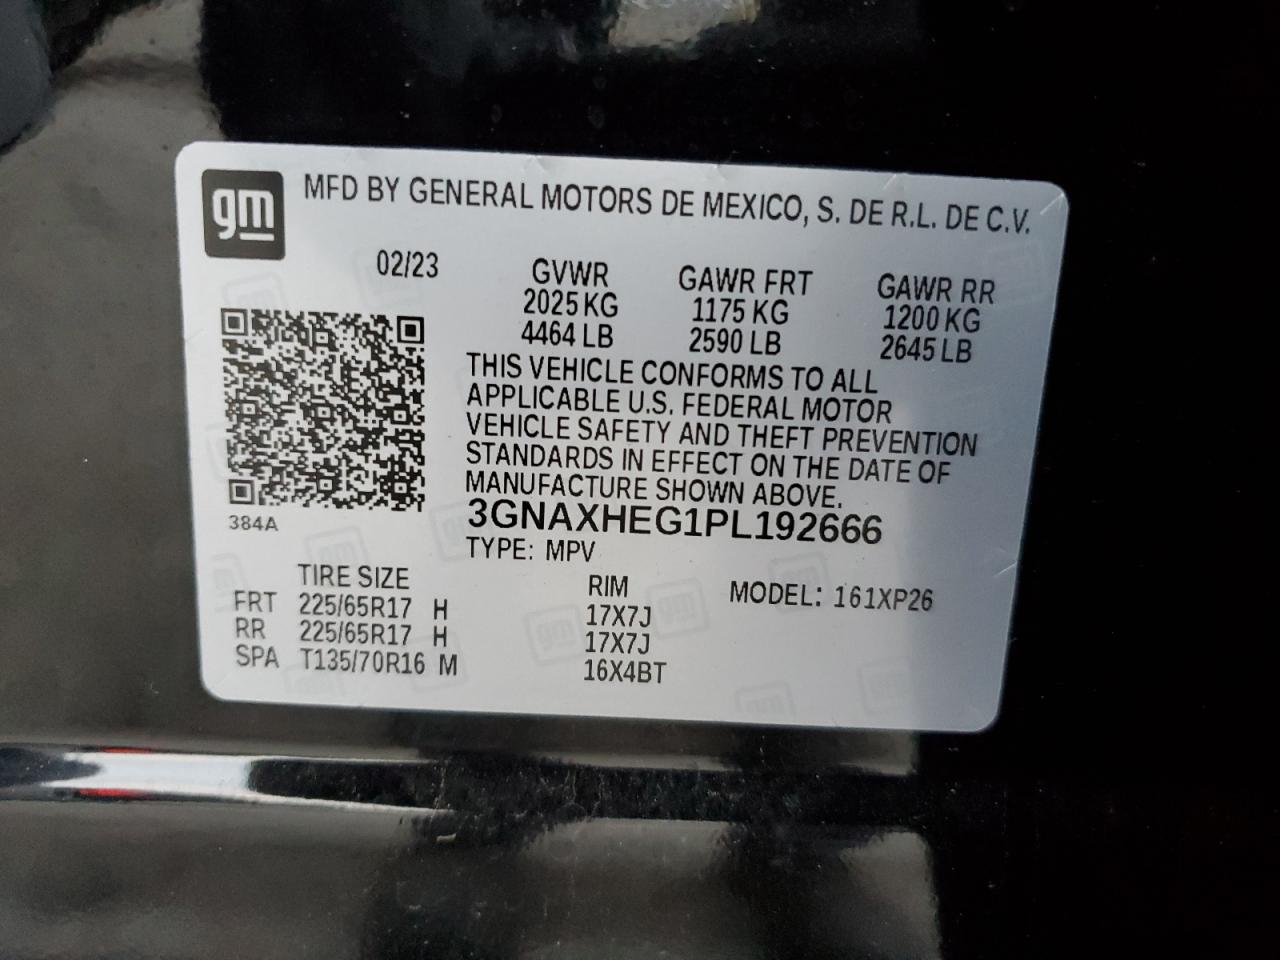 gm
MFD BY GENERAL MOTORS DE MEXICO, S. DE R.L. DE C.V.
02/23 GVWR GAWR FRT GAWR RR
2025 KG 1175 KG 1200 KG
4464 LB 2590 LB 2645 LB
THIS VEHICLE CONFORMS TO ALL
APPLICABLE U.S. FEDERAL MOTOR
VEHICLE SAFETY AND THEFT PREVENTION
STANDARDS IN EFFECT ON THE DATE OF
MANUFACTURE SHOWN ABOVE.
384A
3GNAXHEG1PL192666
TYPE: MPV
TIRE SIZE RIM MODEL: 161XP26
FRT 225/65R17 H 17X7J
RR 225/65R17 H 17X7J
SPA T135/70R16 M 16X4BT